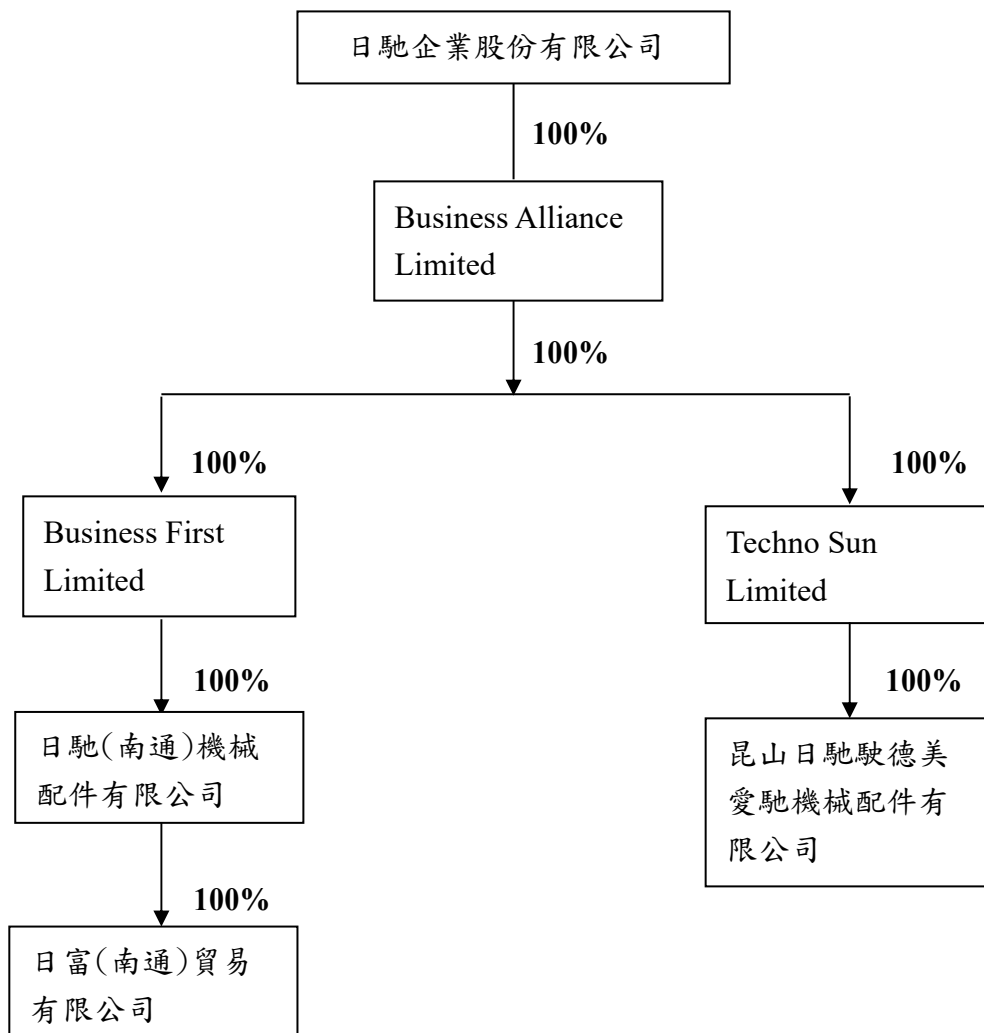 日馳企業股份有限公司
100%
Business Alliance
Limited
100%
100%
100%
Business First
Limited
Techno Sun
Limited
100%
100%
日馳(南通)機械
配件有限公司
昆山日馳駛德美
愛馳機械配件有
限公司
100%
日富(南通)貿易
有限公司